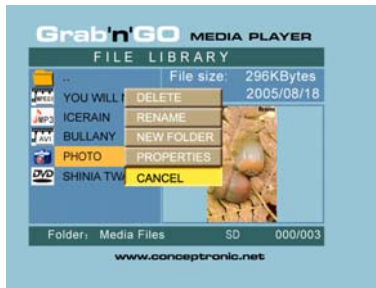 Grab'n'GO MEDIA PLAYER
FILE LIBRARY
..
File size: 296KBytes
2005/08/18
YOU WILL
DELETE
ICERAIN
RENAME
BULLANY
NEW FOLDER
PHOTO
PROPERTIES
SHINIA TWA
CANCEL
MP3
AVI
DVD
Folder: Media Files SD 000/003
www.conceptronic.net